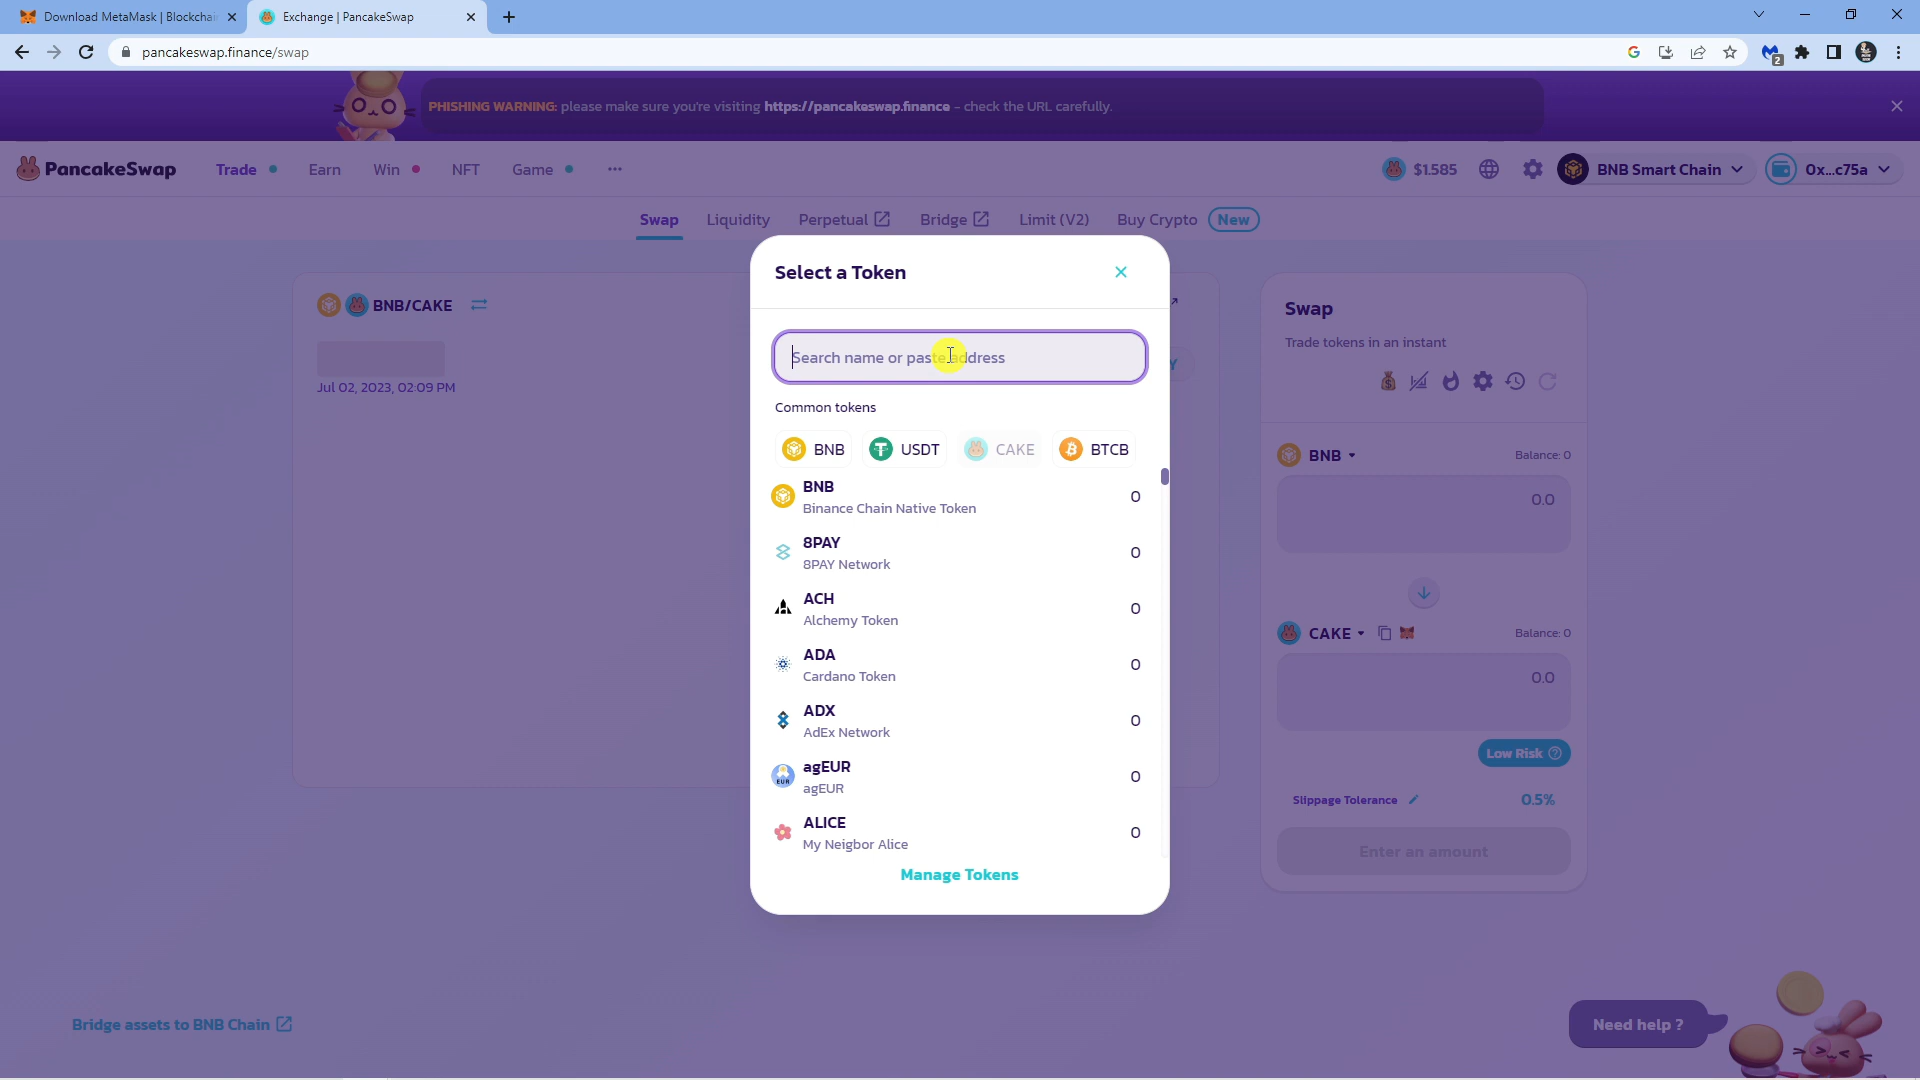 Download MetaMask | Blockchain
Exchange | PancakeSwap
pancakeswap.finance/swap
2
PHISHING WARNING: please make sure you're visiting https://pancakeswap.finance - check the URL carefully.
PancakeSwap
Trade
Earn
Win
NFT
Game
$1.585
BNB Smart Chain
0x...c75a
Swap
Liquidity
Perpetual
Bridge
Limit (V2)
Buy Crypto
New
BNB/CAKE
Jul 02, 2023, 02:09 PM
Select a Token
Search name or paste address
Common tokens
BNB
USDT
CAKE
BTCB
BNB
Binance Chain Native Token
0
8PAY
8PAY Network
0
ACH
Alchemy Token
0
ADA
Cardano Token
0
ADX
AdEx Network
0
agEUR
agEUR
0
ALICE
My Neigbor Alice
0
Manage Tokens
Y
Swap
Trade tokens in an instant
BNB
Balance: 0
0.0
CAKE
Balance: 0
0.0
Low Risk
Slippage Tolerance
0.5%
Enter an amount
Bridge assets to BNB Chain
Need help ?